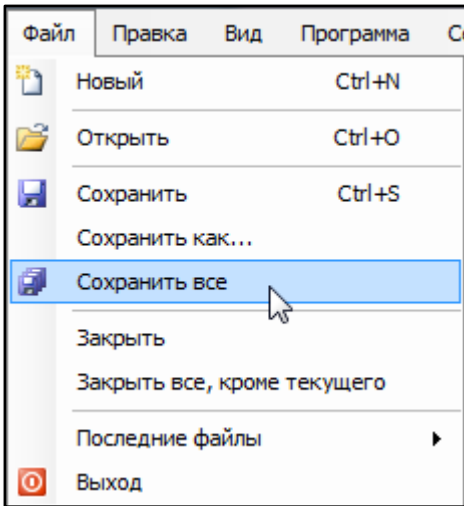 Файл Правка Вид Программа
Новый Ctrl+N
Открыть Ctrl+O
Сохранить Ctrl+S
Сохранить как...
Сохранить все
Закрыть
Закрыть все, кроме текущего
Последние файлы
Выход